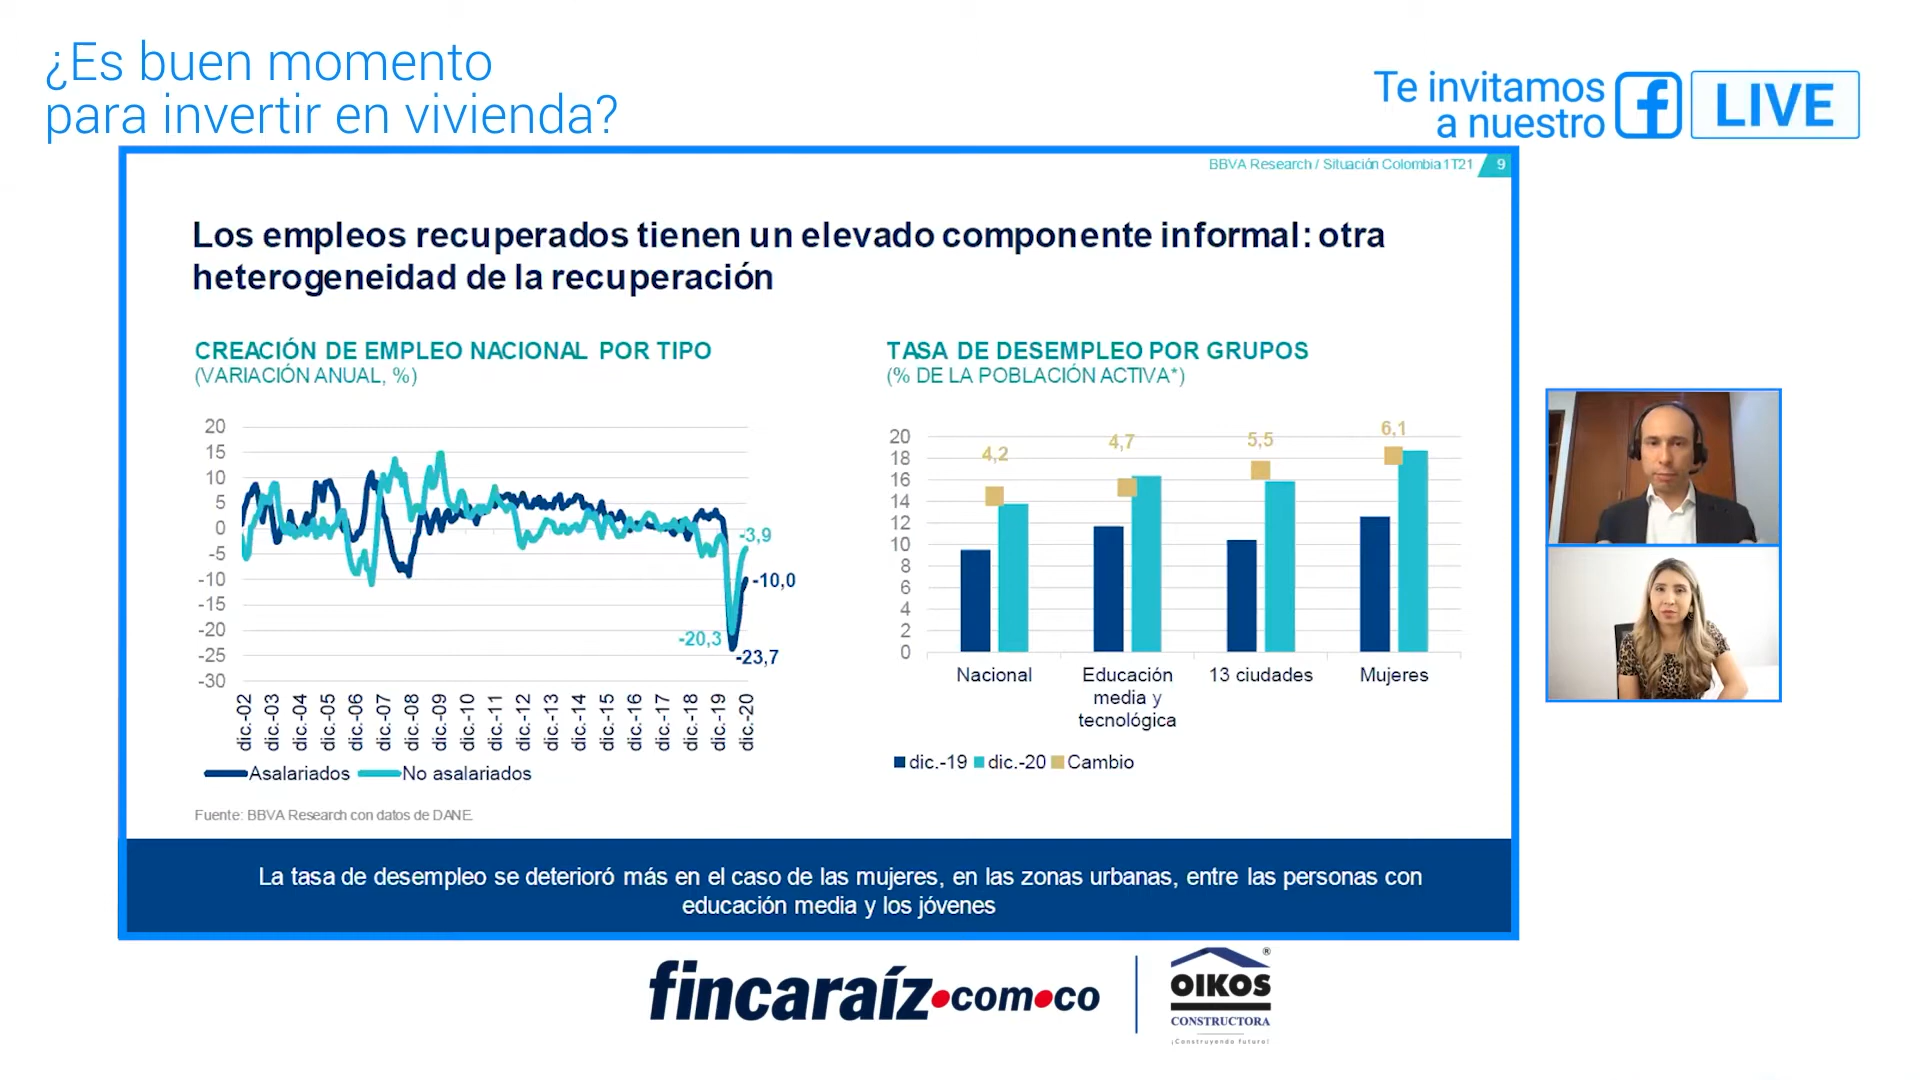 ¿Es buen momento
para invertir en vivienda?
Te invitamos
a nuestro
f LIVE
BBVA Research / Situación Colombia 1T21 9
Los empleos recuperados tienen un elevado componente informal: otra
heterogeneidad de la recuperación
CREACIÓN DE EMPLEO NACIONAL POR TIPO
(VARIACIÓN ANUAL, %)
20
15
10
5
0
-5
-10
-15
-20
-25
-30
-3,9
-10,0
-20,3
-23,7
dic.-02
dic.-03
dic.-04
dic.-05
dic.-06
dic.-07
dic.-08
dic.-09
dic.-10
dic.-11
dic.-12
dic.-13
dic.-14
dic.-15
dic.-16
dic.-17
dic.-18
dic.-19
dic.-20
Asalariados No asalariados
Fuente: BBVA Research con datos de DANE.
TASA DE DESEMPLEO POR GRUPOS
(% DE LA POBLACIÓN ACTIVA*)
20
18
16
14
12
10
8
6
4
2
0
4,2
4,7
5,5
6,1
Nacional
Educación
media y
tecnológica
13 ciudades
Mujeres
dic.-19 dic.-20 Cambio
La tasa de desempleo se deterioró más en el caso de las mujeres, en las zonas urbanas, entre las personas con
educación media y los jóvenes
fincaraíz.com.co
OIKOS
®
CONSTRUCTORA
¡Construyendo futuro!